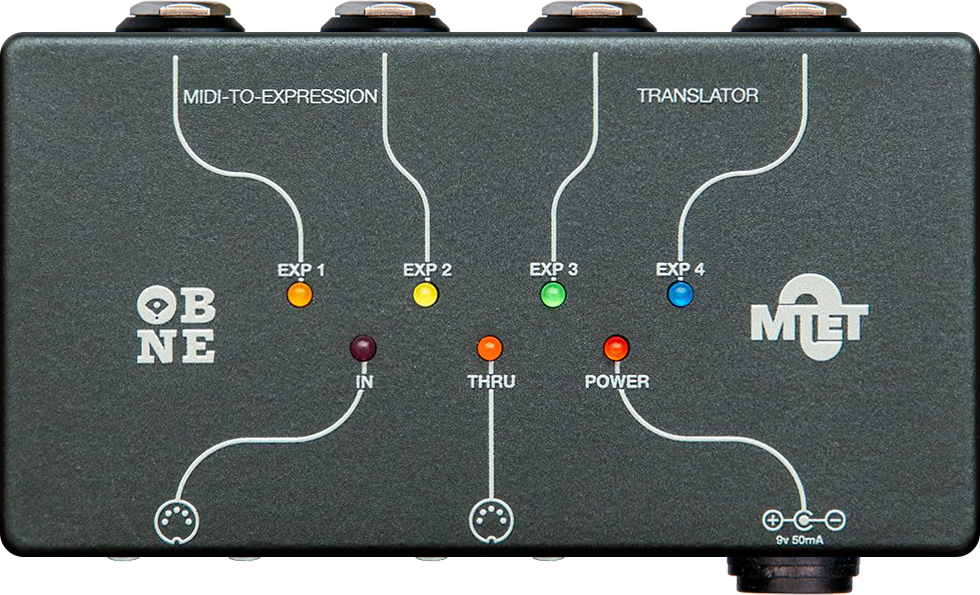 MIDI-TO-EXPRESSION
TRANSLATOR
EXP 1
EXP 2
EXP 3
EXP 4
OB
NE
MTET
IN
THRU
POWER
9v 50mA